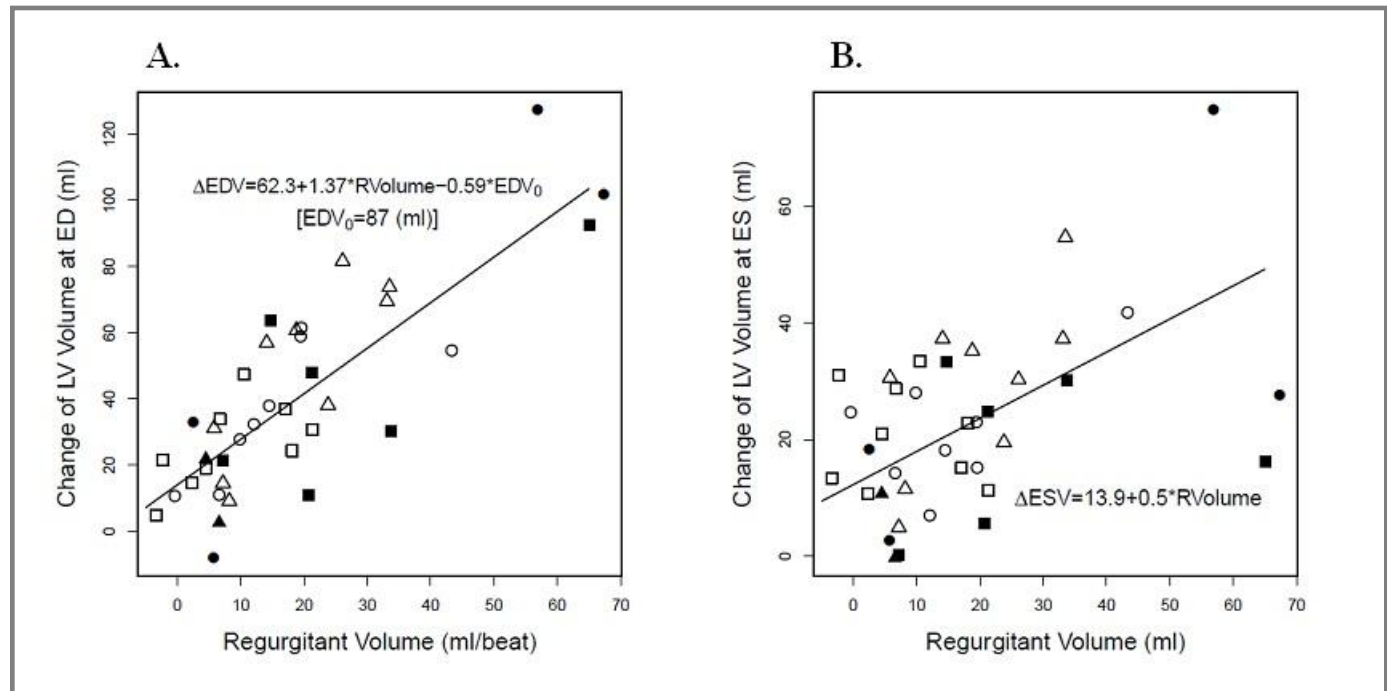 A.
Change of LV Volume at ED (ml)
120
100
80
60
40
20
0
ΔEDV=62.3+1.37*RVolume−0.59*EDV₀
[EDV₀=87 (ml)]
0 10 20 30 40 50 60 70
Regurgitant Volume (ml/beat)
B.
Change of LV Volume at ES (ml)
60
40
20
0
ΔESV=13.9+0.5*RVolume
0 10 20 30 40 50 60 70
Regurgitant Volume (ml)